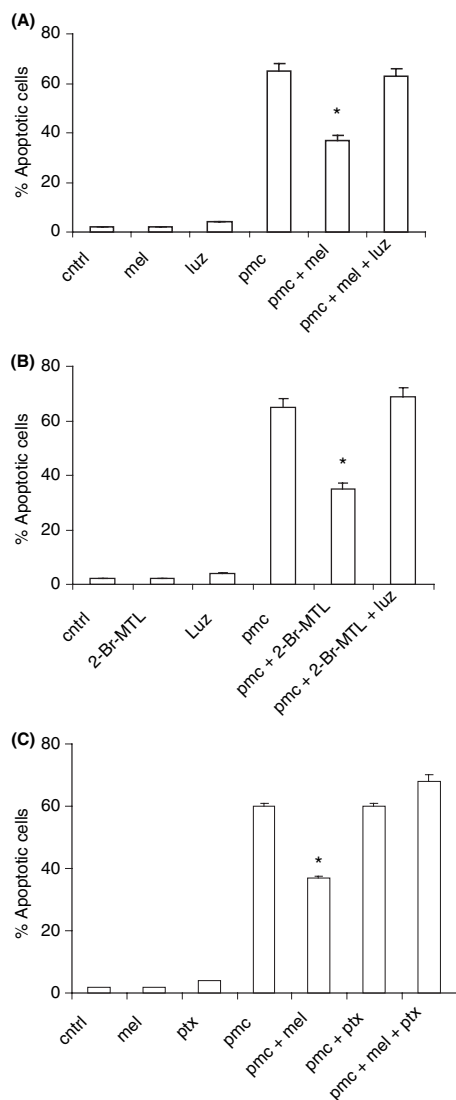 (A)
80
60
40
20
0
% Apoptotic cells
*
cntrl
mel
luz
pmc
pmc + mel
pmc + mel + luz
(B)
80
60
40
20
0
% Apoptotic cells
*
cntrl
2-Br-MTL
Luz
pmc
pmc + 2-Br-MTL
pmc + 2-Br-MTL + luz
(C)
80
60
40
20
0
% Apoptotic cells
*
cntrl
mel
ptx
pmc
pmc + mel
pmc + ptx
pmc + mel + ptx